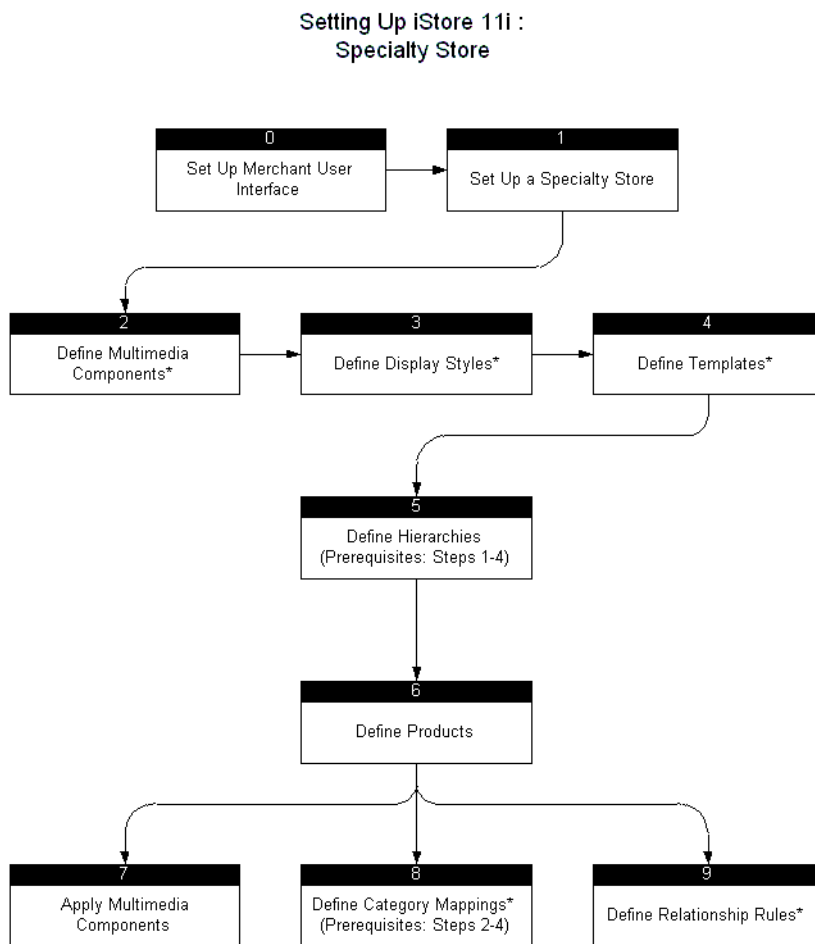 Setting Up iStore 11i :
Specialty Store
0
Set Up Merchant User
Interface
1
Set Up a Specialty Store
2
Define Multimedia
Components*
3
Define Display Styles*
4
Define Templates*
5
Define Hierarchies
(Prerequisites: Steps 1-4)
6
Define Products
7
Apply Multimedia
Components
8
Define Category Mappings*
(Prerequisites: Steps 2-4)
9
Define Relationship Rules*